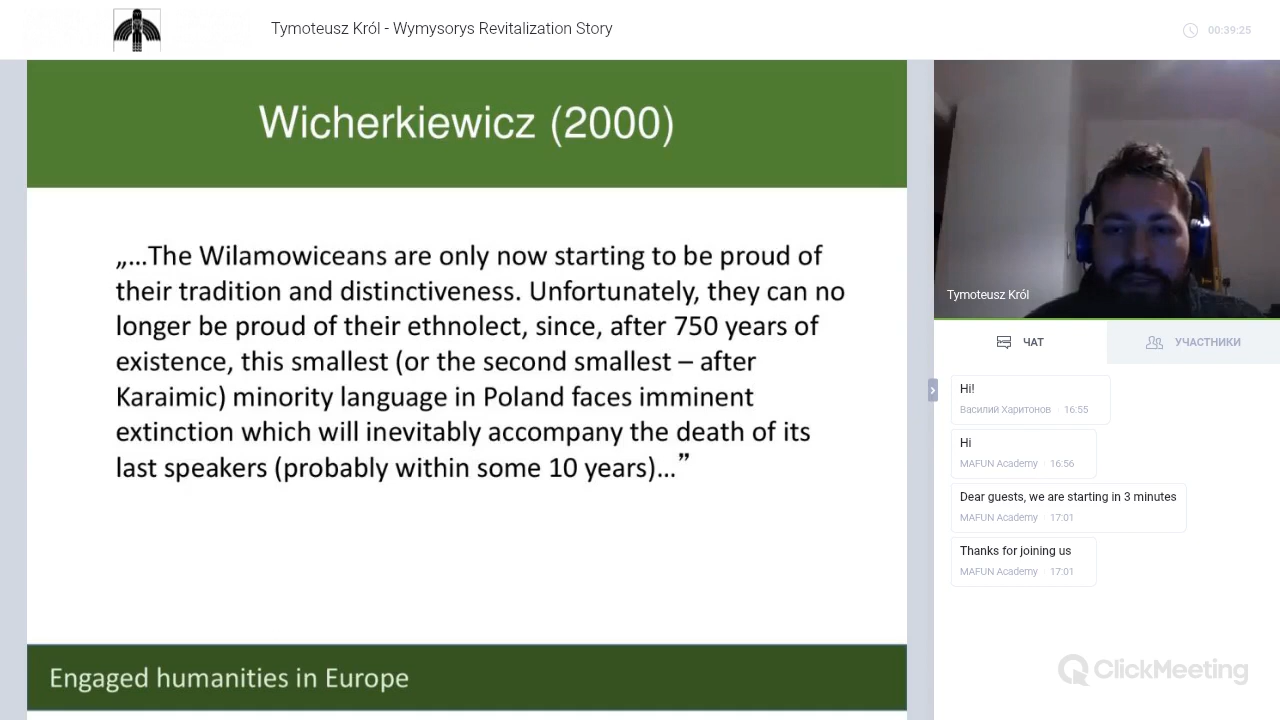 Tymoteusz Król - Wymysorys Revitalization Story
00:39:25
Wicherkiewicz (2000)
„...The Wilamowiceans are only now starting to be proud of
their tradition and distinctiveness. Unfortunately, they can no
longer be proud of their ethnolect, since, after 750 years of
existence, this smallest (or the second smallest – after
Karaimic) minority language in Poland faces imminent
extinction which will inevitably accompany the death of its
last speakers (probably within some 10 years)...”
Engaged humanities in Europe
Tymoteusz Król
ЧАТ
УЧАСТНИКИ
Hi!
Василий Харитонов 16:55
Hi
MAFUN Academy 16:56
Dear guests, we are starting in 3 minutes
MAFUN Academy 17:01
Thanks for joining us
MAFUN Academy 17:01
ClickMeeting